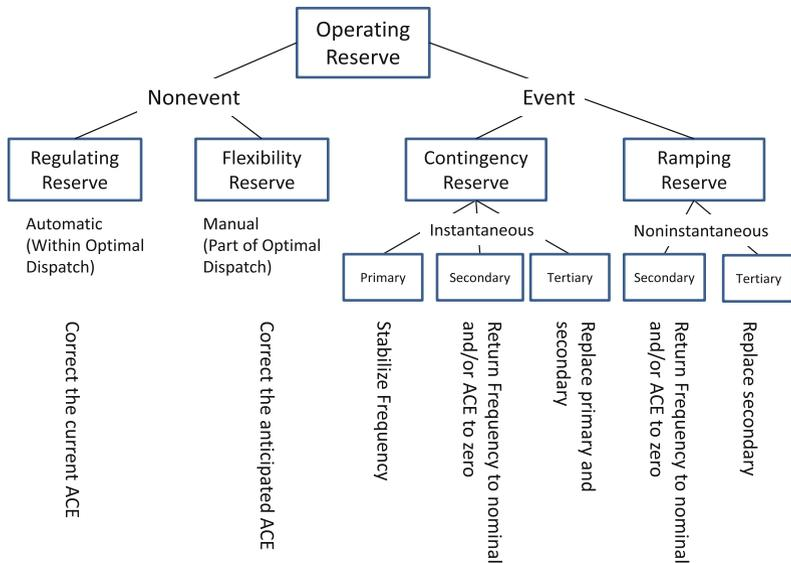 Operating
Reserve
Nonevent
Event
Regulating
Reserve
Flexibility
Reserve
Contingency
Reserve
Ramping
Reserve
Automatic
(Within Optimal
Dispatch)
Manual
(Part of Optimal
Dispatch)
Instantaneous
Noninstantaneous
Primary
Secondary
Tertiary
Secondary
Tertiary
Correct the current ACE
Correct the anticipated ACE
Stabilize Frequency
Return Frequency to nominal
and/or ACE to zero
Replace primary and
secondary
Return Frequency to nominal
and/or ACE to zero
Replace secondary